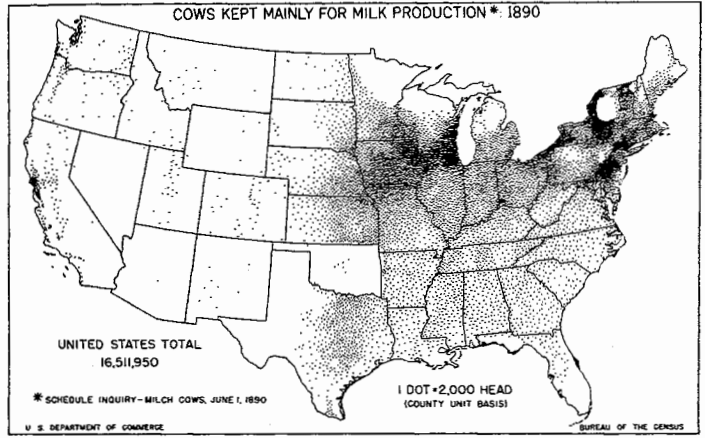 COWS KEPT MAINLY FOR MILK PRODUCTION*: 1890
UNITED STATES TOTAL
16,511,950
* SCHEDULE INQUIRY-MILCH COWS, JUNE 1, 1890
1 DOT=2,000 HEAD
(COUNTY UNIT BASIS)
U S. DEPARTMENT OF COMMERCE
BUREAU OF THE CENSUS